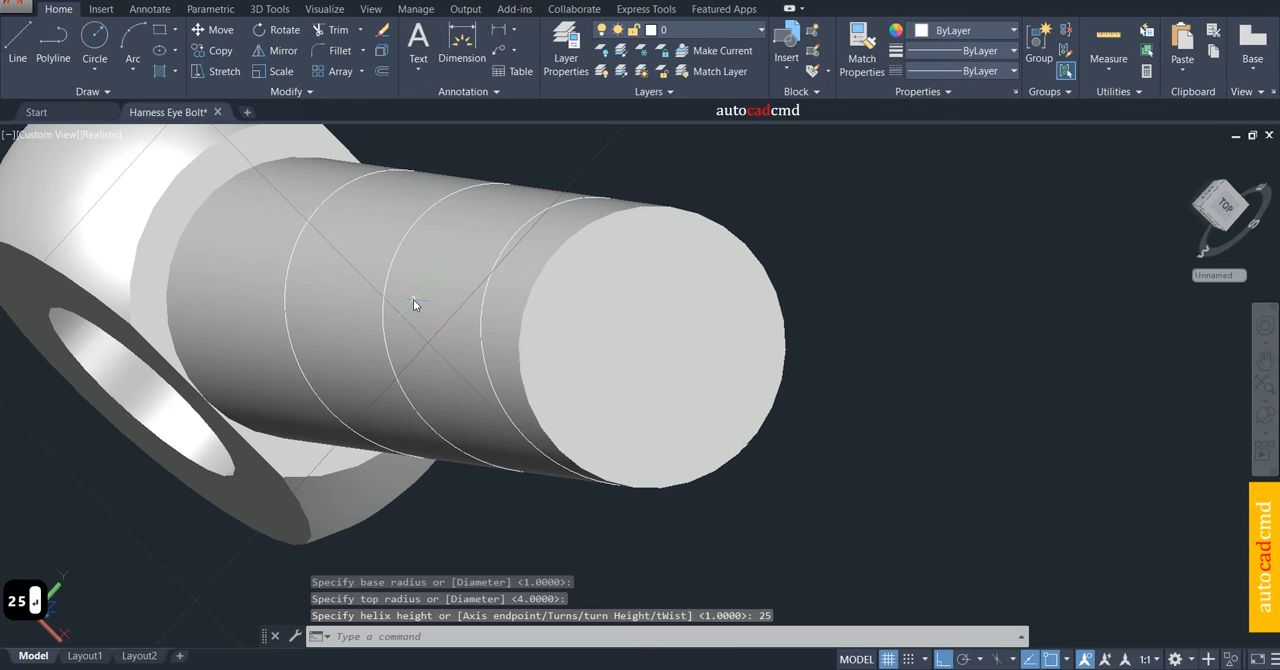 Home Insert Annotate Parametric 3D Tools Visualize View Manage Output Add-ins Collaborate Express Tools Featured Apps
Line Polyline Circle Arc
Move Rotate Trim
Copy Mirror Fillet
Stretch Scale Array
Text Dimension Table
Layer Properties
0
Make Current
Match Layer
Insert
Match Properties
ByLayer
ByLayer
ByLayer
Group Measure Paste Base
Draw Modify Annotation Layers Block Properties Groups Utilities Clipboard View
Start Harness Eye Bolt*
autocadcmd
[−][Custom View][Realistic]
TOP
S
Unnamed
autocadcmd
Specify base radius or [Diameter] <1.0000>:
Specify top radius or [Diameter] <4.0000>:
Specify helix height or [Axis endpoint/Turns/turn Height/tWist] <1.0000>: 25
25
Y
Z
X
Type a command
Model Layout1 Layout2
MODEL 1:1